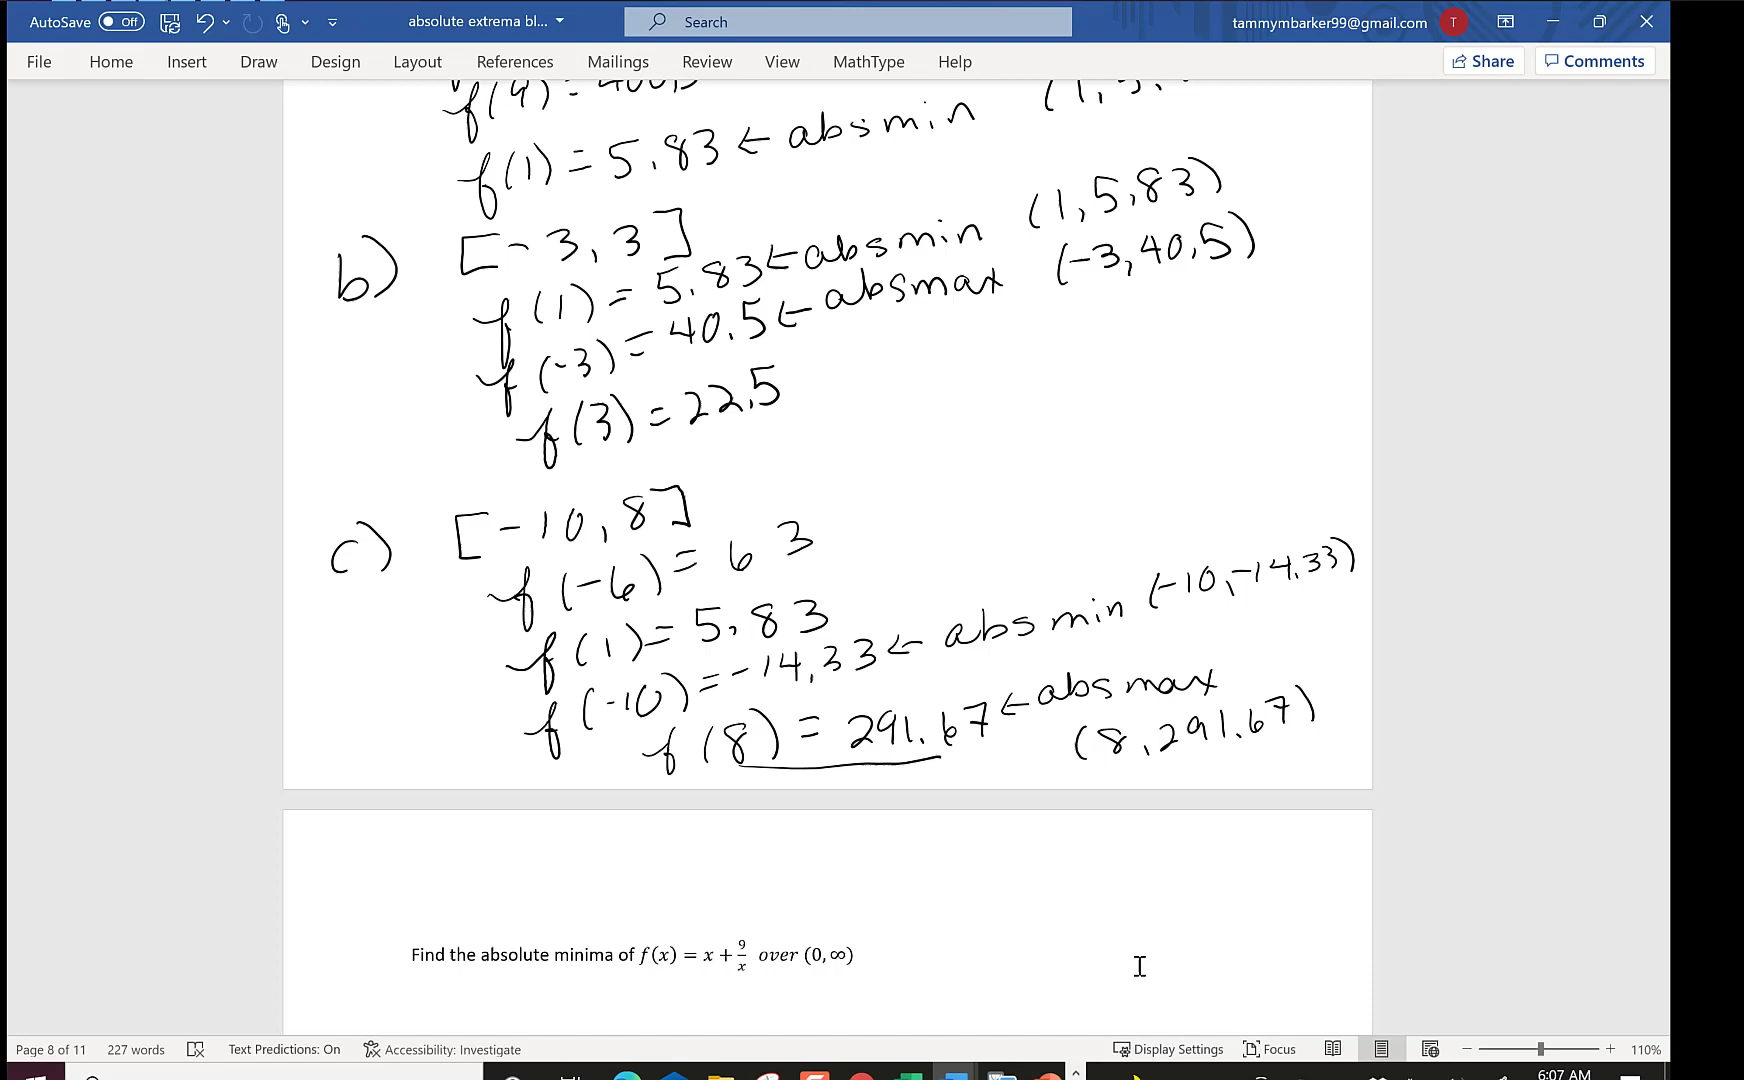 AutoSave Off absolute extrema bl... Search tammymbarker99@gmail.com T
File Home Insert Draw Design Layout References Mailings Review View MathType Help Share Comments
f(1) = 5.83 ← abs min
b) [-3, 3]
f(1) = 5.83 ← abs min (1, 5.83)
f(-3) = 40.5 ← abs max (-3, 40.5)
f(3) = 22.5
c) [-10, 8]
f(-6) = 63
f(1) = 5.83
f(-10) = -14.33 ← abs min (-10, -14.33)
f(8) = 291.67 ← abs max
(8, 291.67)
Find the absolute minima of f(x) = x + 9/x over (0, ∞)
Page 8 of 11 227 words Text Predictions: On Accessibility: Investigate Display Settings Focus 110%
6:07 AM